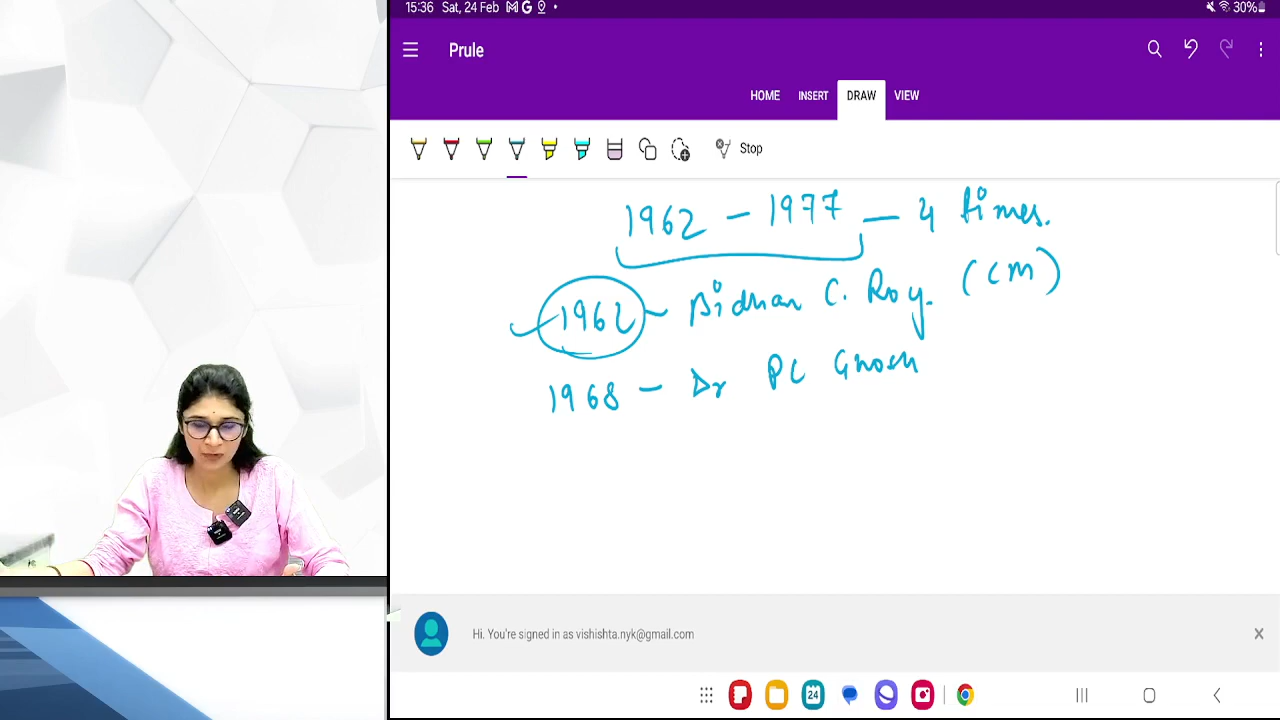 15:36 Sat, 24 Feb M G 30%
Prule
HOME INSERT DRAW VIEW
Stop
1962 – 1977 — 4 times.
1962 – Bidhan C. Roy. (CM)
1968 – Dr PC Ghosh
Hi. You're signed in as vishishta.nyk@gmail.com
24